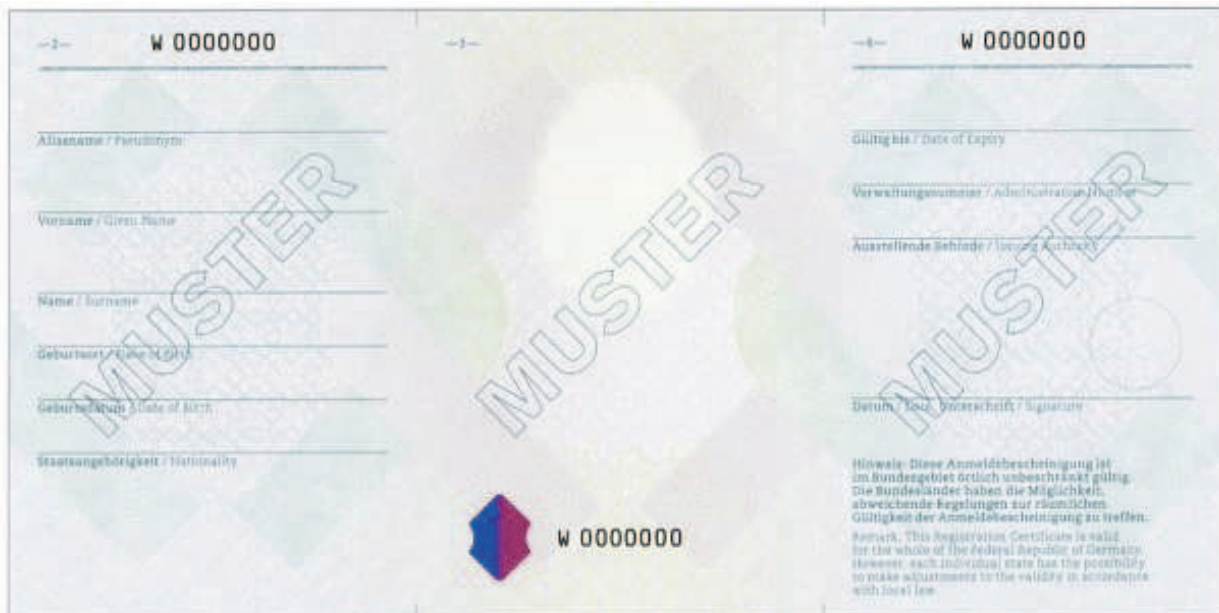 —2—
W 0000000
Aliasname / Pseudonym
Vorname / Given Name
Name / Surname
Geburtsort / Place of Birth
Geburtsdatum / Date of Birth
Staatsangehörigkeit / Nationality
MUSTER
—3—
MUSTER
W 0000000
—4—
W 0000000
Gültig bis / Date of Expiry
Verwaltungsnummer / Administration Number
Ausstellende Behörde / Issuing Authority
Datum / Date, Unterschrift / Signature
MUSTER
Hinweis: Diese Anmeldebescheinigung ist
im Bundesgebiet örtlich unbeschränkt gültig.
Die Bundesländer haben die Möglichkeit,
abweichende Regelungen zur räumlichen
Gültigkeit der Anmeldebescheinigung zu treffen.
Remark: This Registration Certificate is valid
for the whole of the Federal Republic of Germany.
However, each individual state has the possibility
to make adjustments to the validity in accordance
with local law.